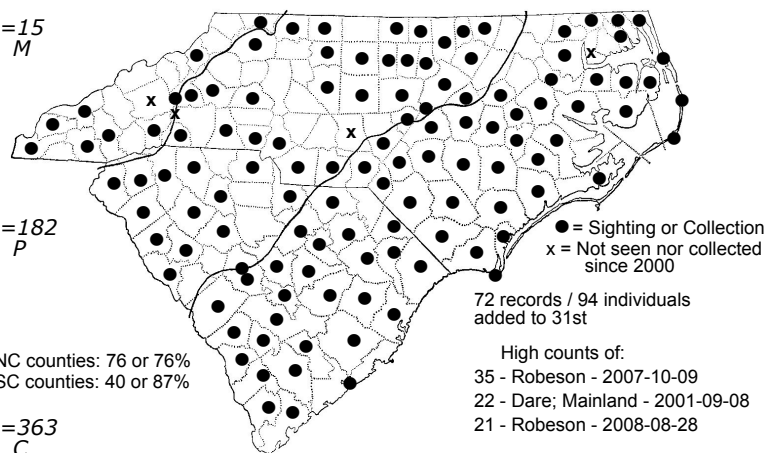 =15
M
=182
P
● = Sighting or Collection
x = Not seen nor collected
since 2000
72 records / 94 individuals
added to 31st
NC counties: 76 or 76%
SC counties: 40 or 87%
High counts of:
35 - Robeson - 2007-10-09
22 - Dare; Mainland - 2001-09-08
21 - Robeson - 2008-08-28
=363
C